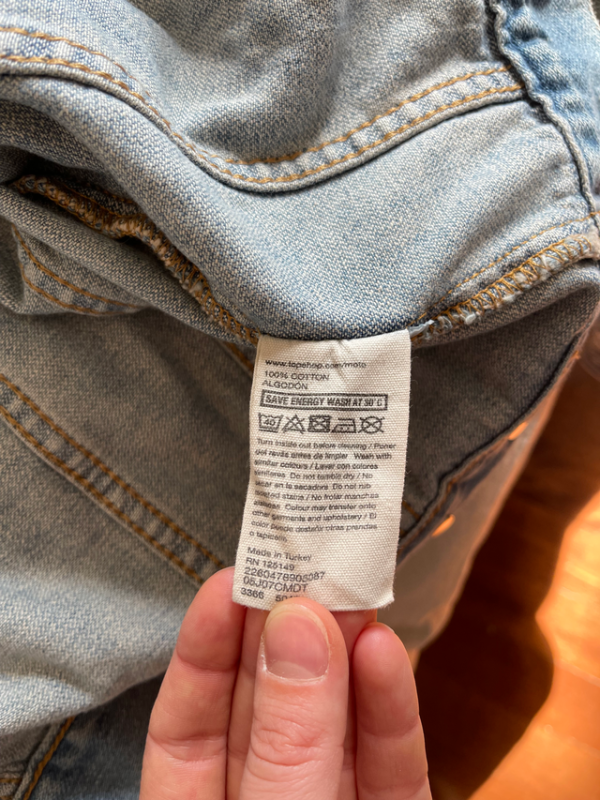 www.topshop.com/moto
100% COTTON
ALGODÓN
SAVE ENERGY WASH AT 30°C
40
Turn inside out before cleaning / Poner
del revés antes de limpiar Wash with
similar colours / Lavar con colores
similares Do not tumble dry / No
secar en la secadora Do not rub
soiled stains / No frotar manchas
Colour may transfer onto
other garments and upholstery / El
color puede desteñir otras prendas
o tapicería.
Made in Turkey
RN 125149
05J07CMDT
3366